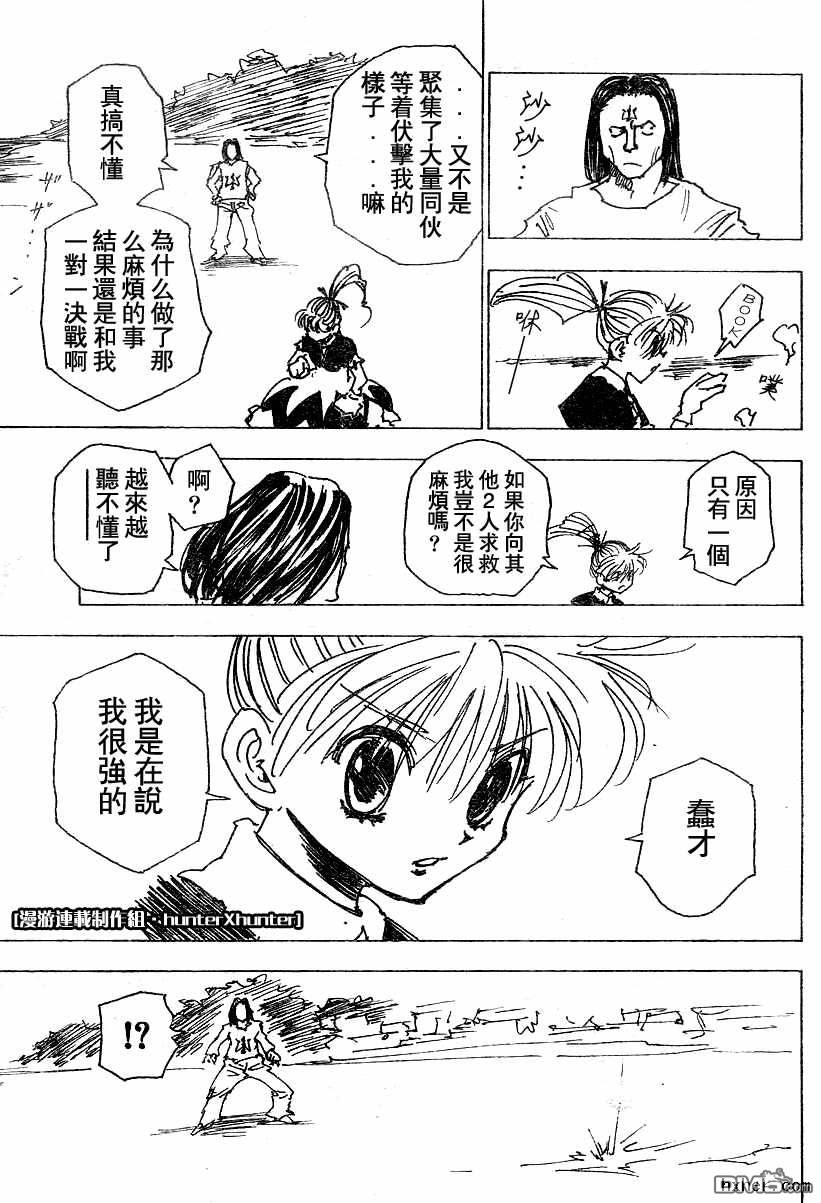 沙沙…
BOOK
咻
噗
...又不是
聚集了大量同伙
等着伏擊我的
樣子...嘛
真搞不懂
為什么做了那
么麻煩的事
結果還是和我
一對一決戰啊
ザ
ザ
原因
只有一個
如果你向其
他2人求救
我豈不是很
麻煩嗎?
啊?
越來越
聽不懂了
蠢才
我是在說
我很強的
[漫游連載制作組·hunterXhunter]
!?